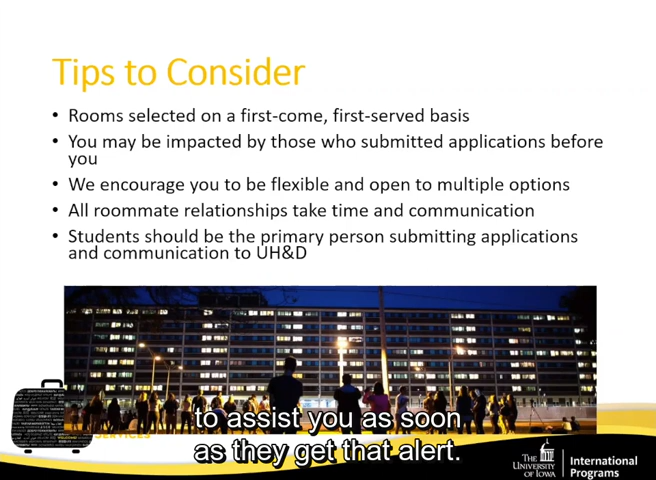 Tips to Consider
• Rooms selected on a first-come, first-served basis
• You may be impacted by those who submitted applications before
you
• We encourage you to be flexible and open to multiple options
• All roommate relationships take time and communication
• Students should be the primary person submitting applications
and communication to UH&D
to assist you as soon
as they get that alert.
SERVICES
THE
UNIVERSITY
OF IOWA
International
Programs